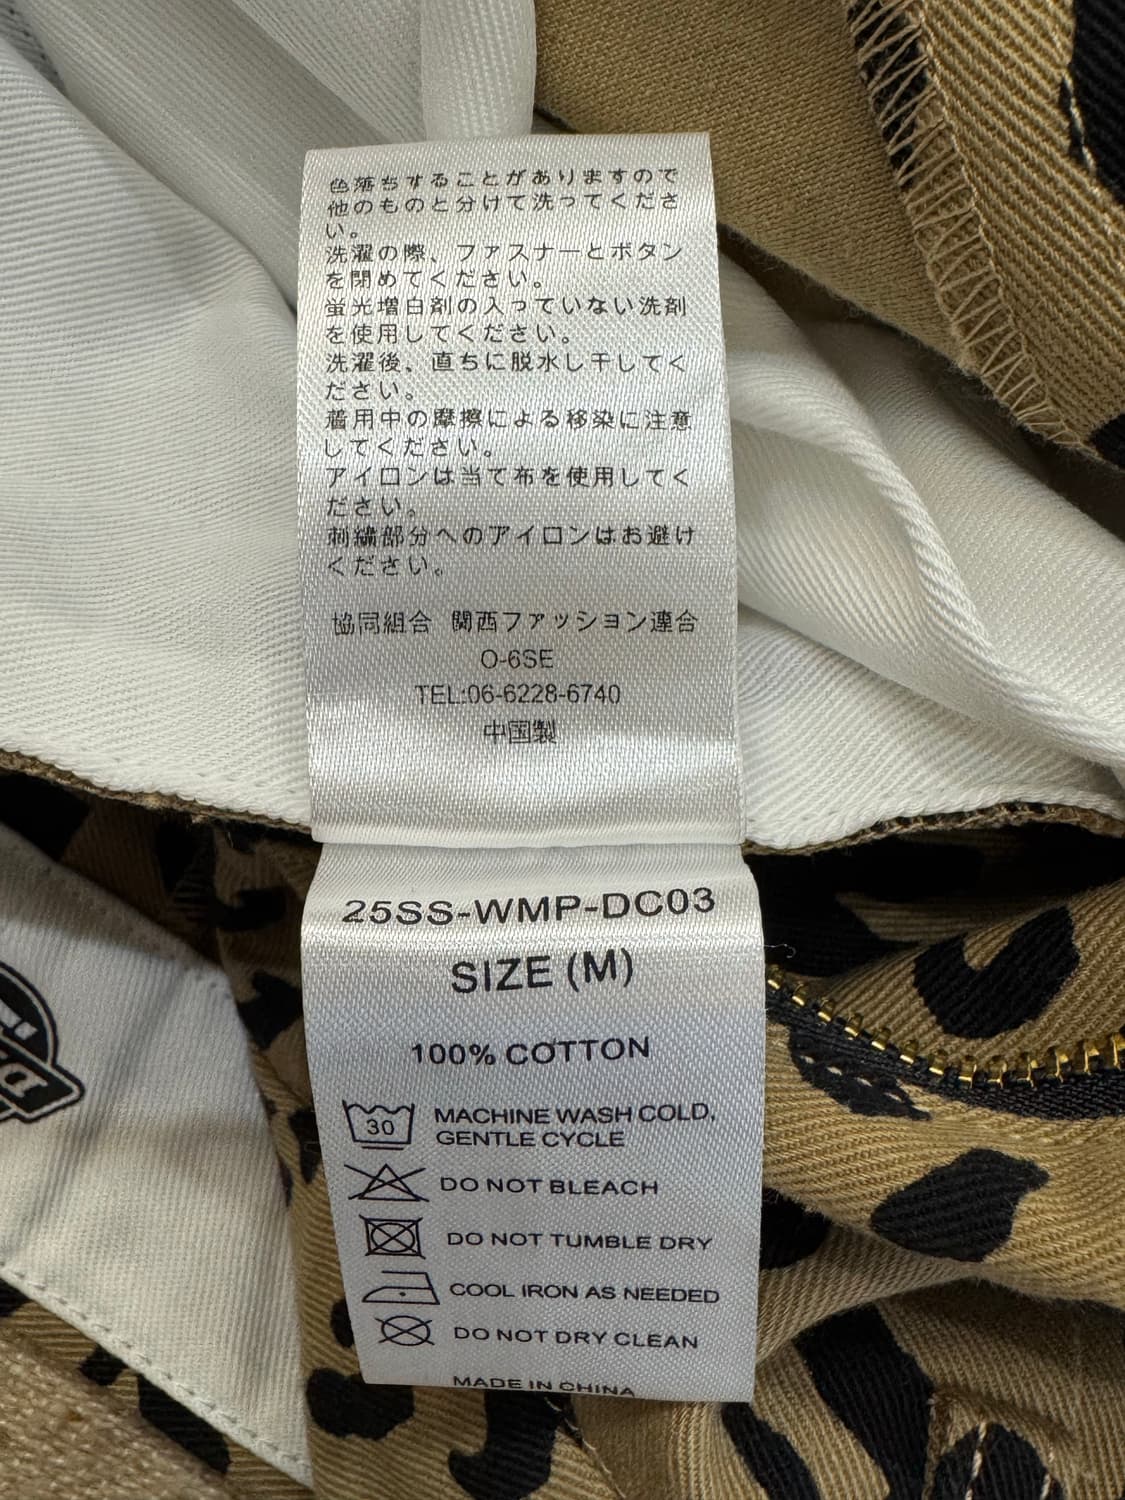 色落ちすることがありますので
他のものと分けて洗ってくださ
い。
洗濯の際、ファスナーとボタン
を閉めてください。
蛍光増白剤の入っていない洗剤
を使用してください。
洗濯後、直ちに脱水し干してく
ださい。
着用中の摩擦による移染に注意
してください。
アイロンは当て布を使用してく
ださい。
刺繍部分へのアイロンはお避け
ください。
協同組合 関西ファッション連合
O-6SE
TEL:06-6228-6740
中国製
25SS-WMP-DC03
SIZE (M)
100% COTTON
30 MACHINE WASH COLD,
GENTLE CYCLE
DO NOT BLEACH
DO NOT TUMBLE DRY
COOL IRON AS NEEDED
DO NOT DRY CLEAN
MADE IN CHINA